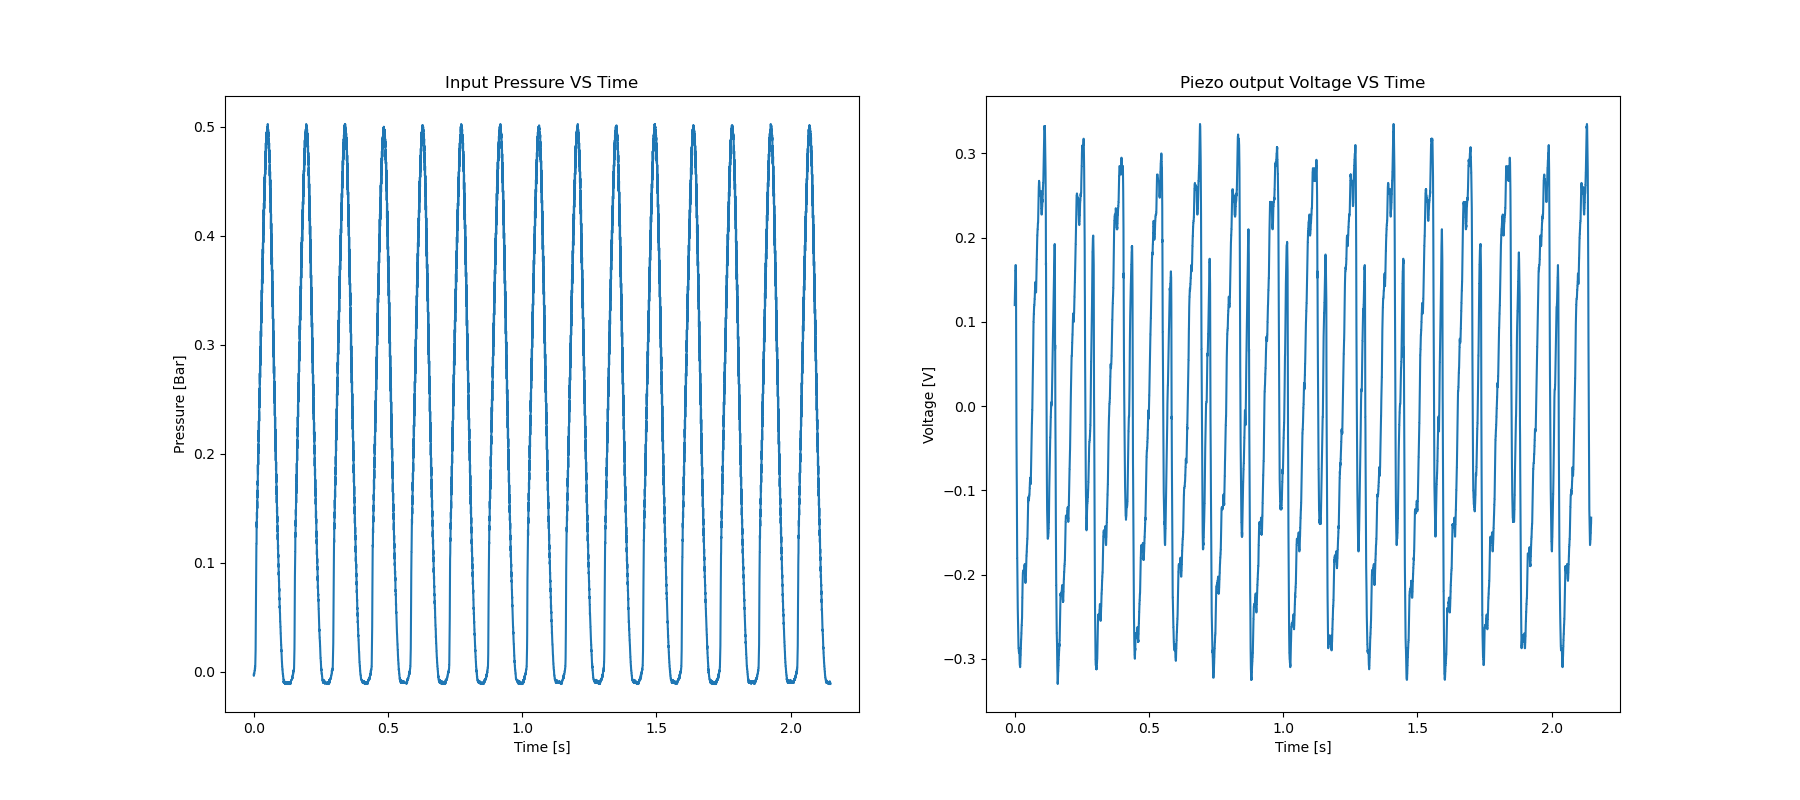 Input Pressure VS Time
Pressure [Bar]
0.5
0.4
0.3
0.2
0.1
0.0
0.0 0.5 1.0 1.5 2.0
Time [s]
Piezo output Voltage VS Time
Voltage [V]
0.3
0.2
0.1
0.0
−0.1
−0.2
−0.3
0.0 0.5 1.0 1.5 2.0
Time [s]